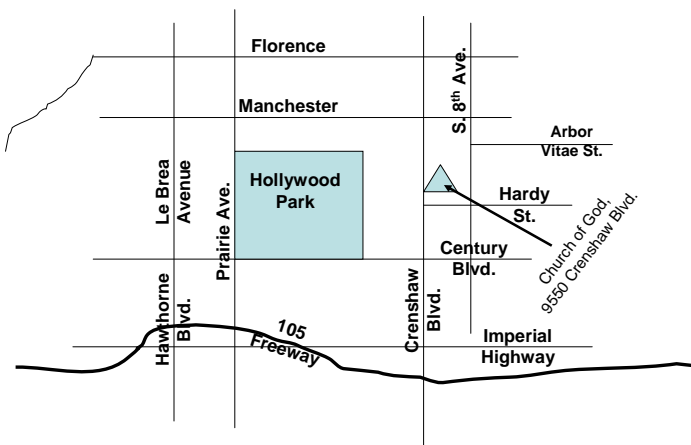 Florence
Manchester
S. 8th Ave.
Arbor
Vitae St.
Le Brea
Avenue
Prairie Ave.
Hollywood
Park
Hardy
St.
Church of God,
9550 Crenshaw Blvd.
Century
Blvd.
Hawthorne
Blvd.
105
Freeway
Crenshaw
Blvd.
Imperial
Highway